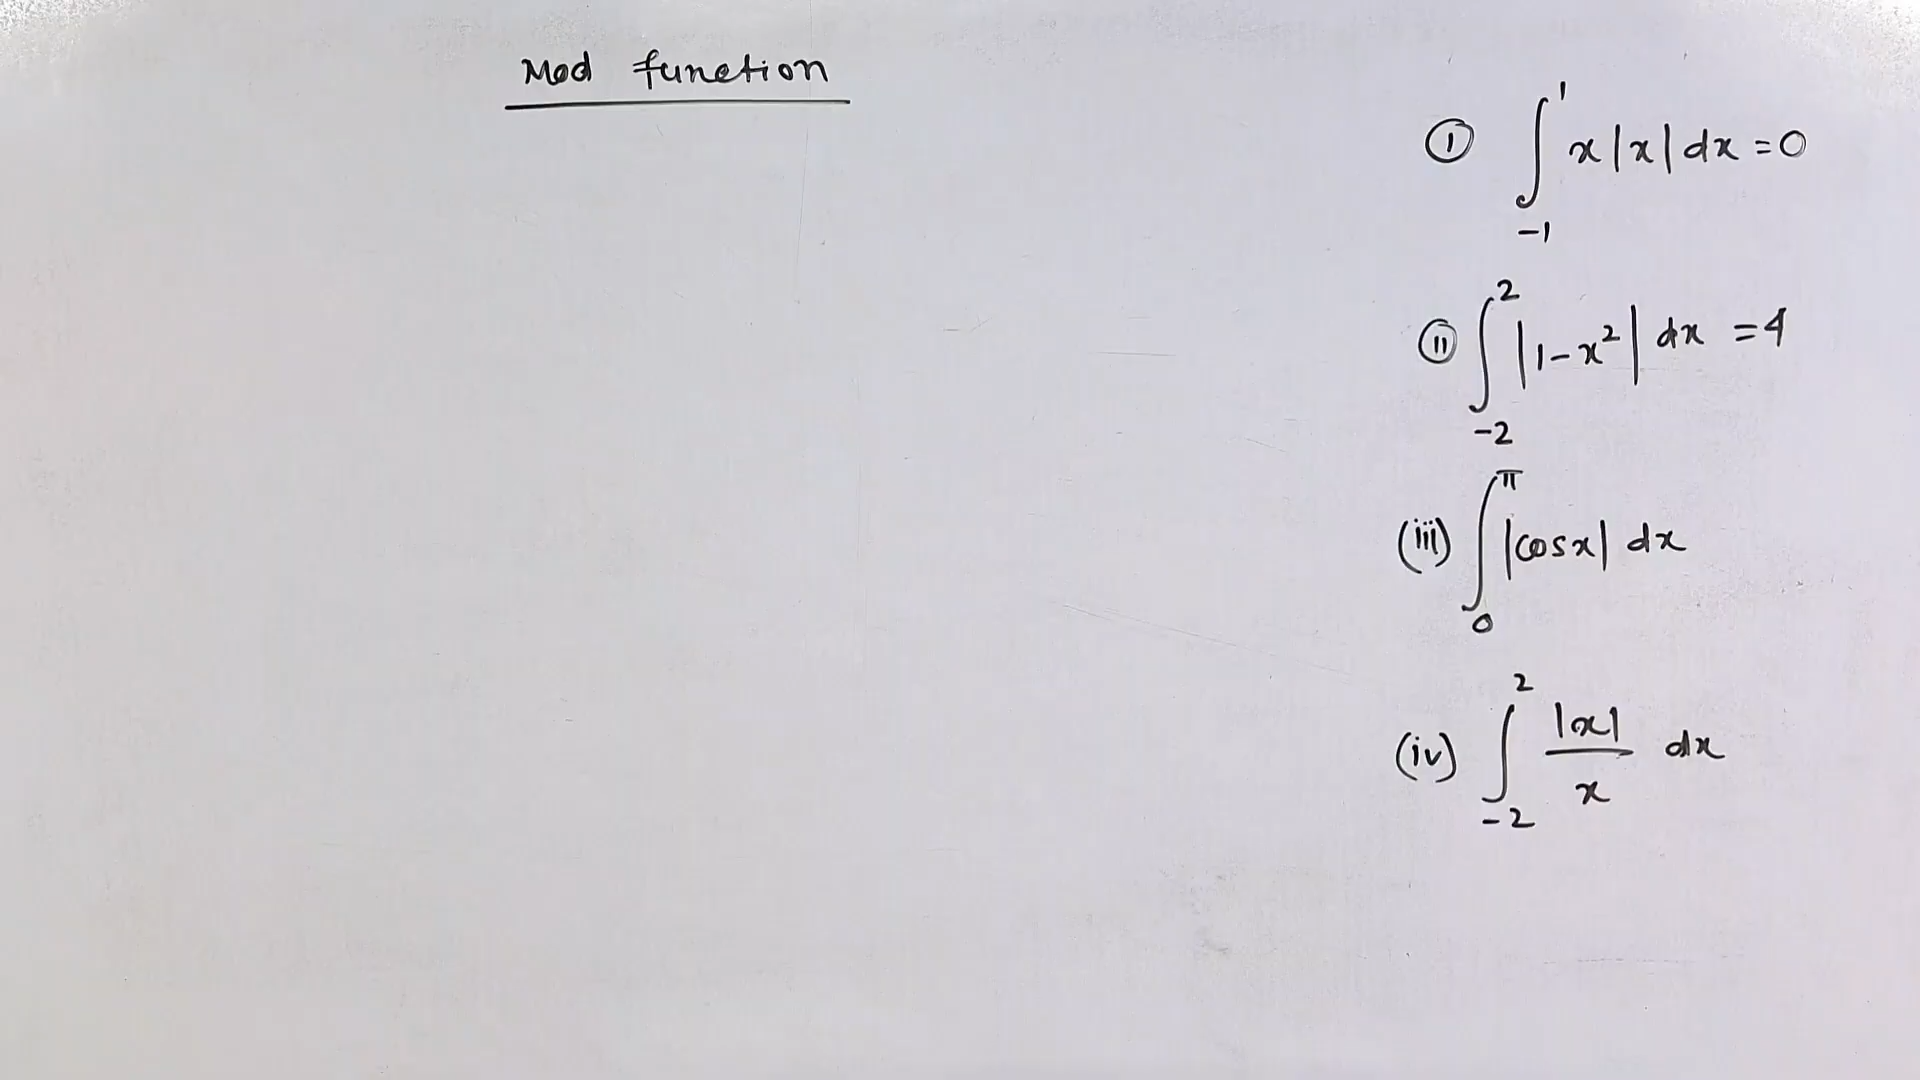 Mod function
(i) ∫_{-1}^{1} x|x| dx = 0
(ii) ∫_{-2}^{2} |1-x²| dx = 4
(iii) ∫_{0}^{π} |cosx| dx
(iv) ∫_{-2}^{2} |x|/x dx